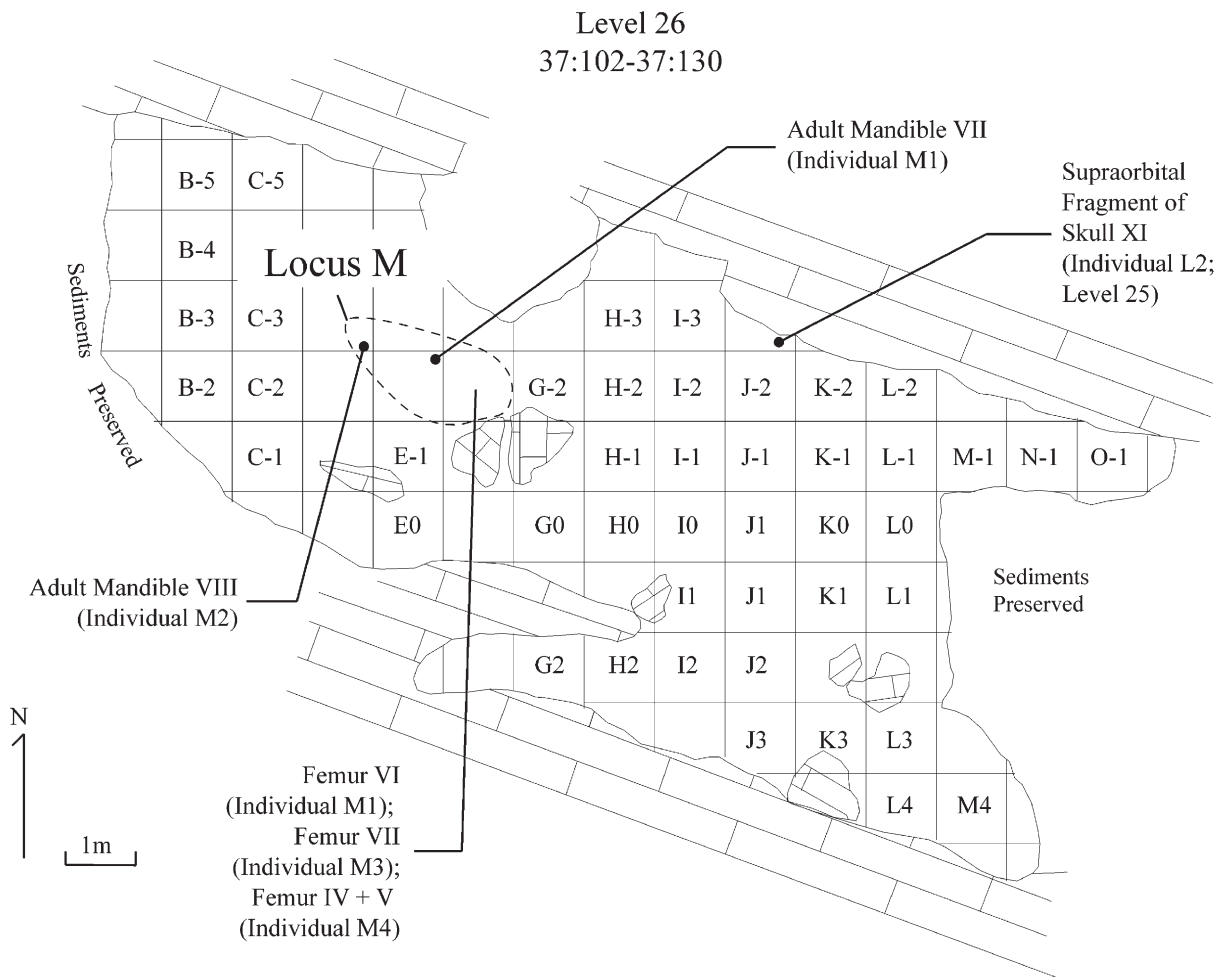 Level 26
37:102-37:130
Adult Mandible VII
(Individual M1)
Supraorbital
Fragment of
Skull XI
(Individual L2;
Level 25)
B-5 C-5
B-4
Locus M
Sediments
Preserved
B-3 C-3 H-3 I-3
B-2 C-2 G-2 H-2 I-2 J-2 K-2 L-2
C-1 E-1 H-1 I-1 J-1 K-1 L-1 M-1 N-1 O-1
E0 G0 H0 I0 J1 K0 L0
Adult Mandible VIII
(Individual M2)
I1 J1 K1 L1
Sediments
Preserved
G2 H2 I2 J2
J3 K3 L3
L4 M4
N
1m
Femur VI
(Individual M1);
Femur VII
(Individual M3);
Femur IV + V
(Individual M4)